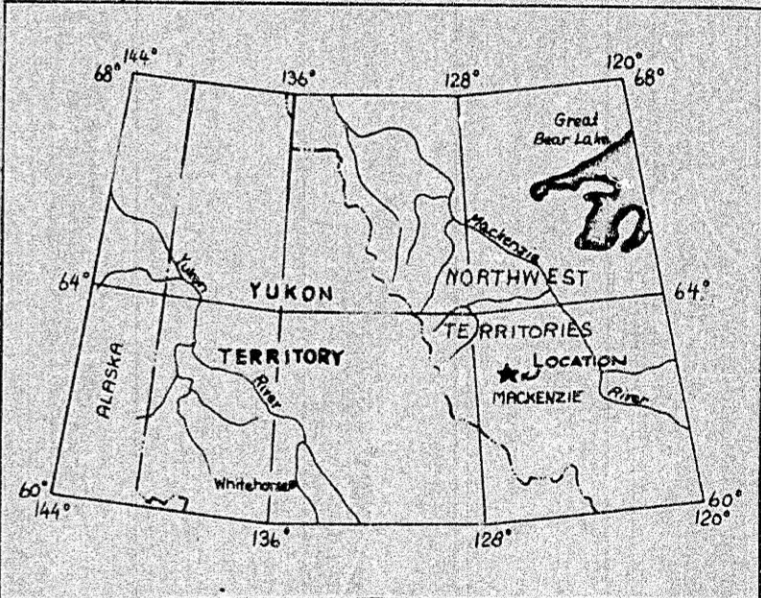 144°
136°
128°
120°
68°
68°
Great
Bear Lake
Mackenzie
Yukon
NORTHWEST
64°
YUKON
64°
TERRITORIES
TERRITORY
LOCATION
ALASKA
River
MACKENZIE
River
Whitehorse
60°
60°
144°
136°
128°
120°